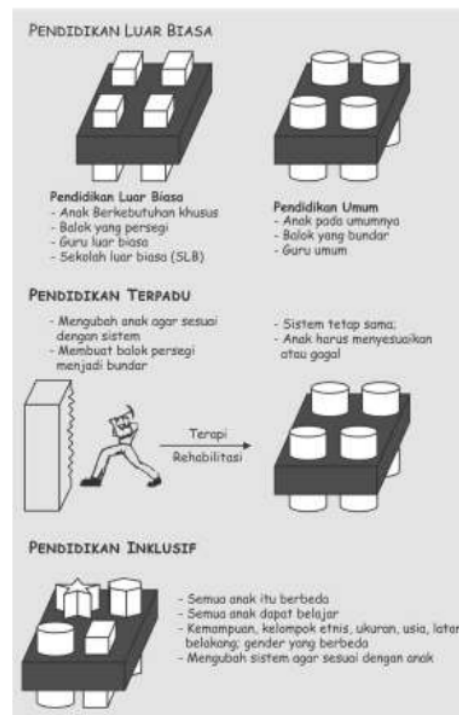 PENDIDIKAN LUAR BIASA
Pendidikan Luar Biasa
- Anak Berkebutuhan khusus
- Balok yang persegi
- Guru luar biasa
- Sekolah luar biasa (SLB)
Pendidikan Umum
- Anak pada umumnya
- Balok yang bundar
- Guru umum
PENDIDIKAN TERPADU
- Mengubah anak agar sesuai
dengan sistem
- Membuat balok persegi
menjadi bundar
- Sistem tetap sama;
- Anak harus menyesuaikan
atau gagal
Terapi
Rehabilitasi
PENDIDIKAN INKLUSIF
- Semua anak itu berbeda
- Semua anak dapat belajar
- Kemampuan, kelompok etnis, ukuran, usia, latar
belakang; gender yang berbeda
- Mengubah sistem agar sesuai dengan anak